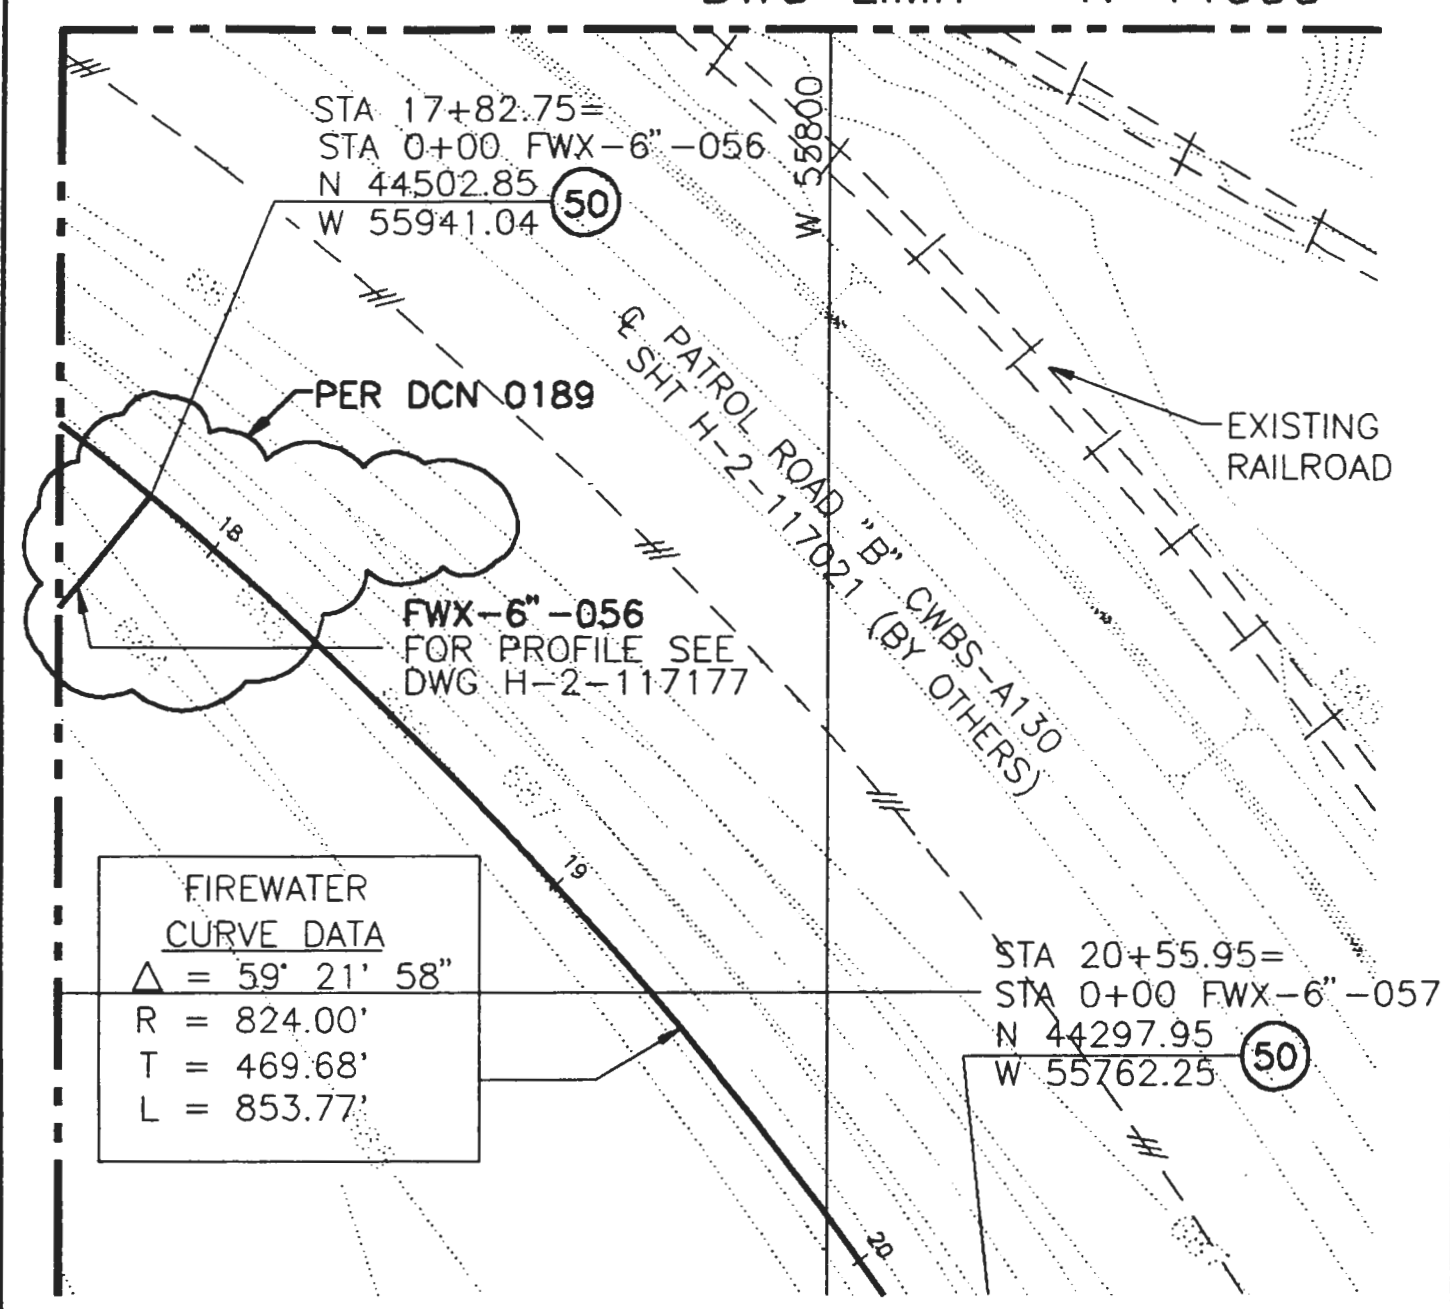 STA 17+82.75=
STA 0+00 FWX-6"-056
N 44502.85
W 55941.04
50
W 55800
PER DCN 0189
℄ PATROL ROAD "B" CWBS-A130
SHT H-2-117021 (BY OTHERS)
EXISTING
RAILROAD
18
FWX-6"-056
FOR PROFILE SEE
DWG H-2-117177
19
FIREWATER
CURVE DATA
△ = 59° 21' 58"
R = 824.00'
T = 469.68'
L = 853.77'
STA 20+55.95=
STA 0+00 FWX-6"-057
N 44297.95
W 55762.25
50
20